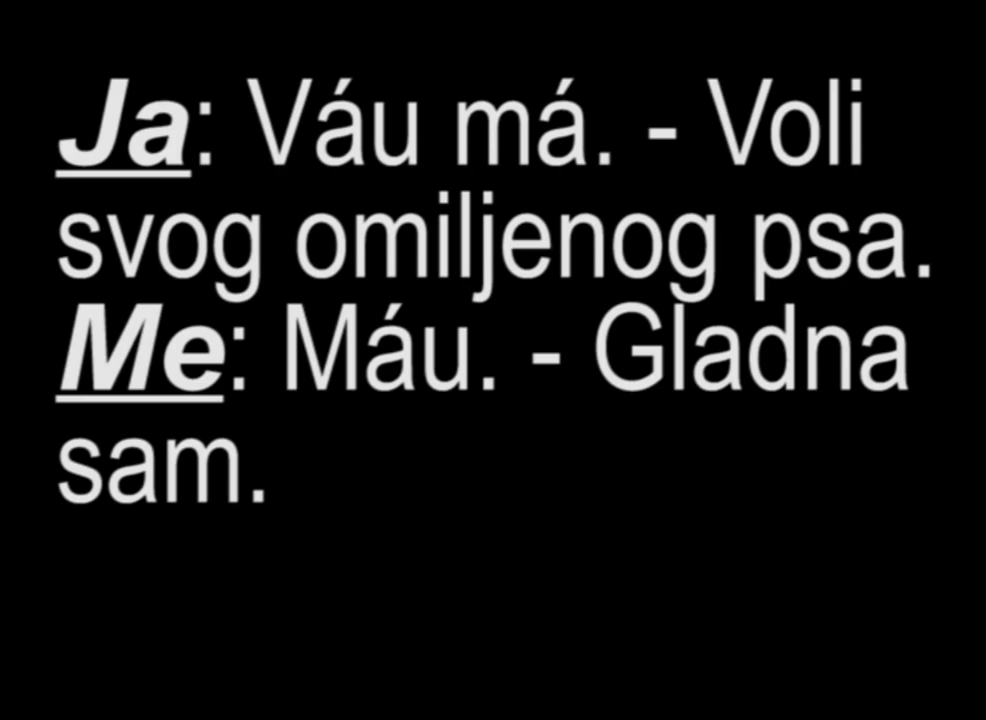 Ja: Váu má. - Voli
svog omiljenog psa.
Me: Máu. - Gladna
sam.